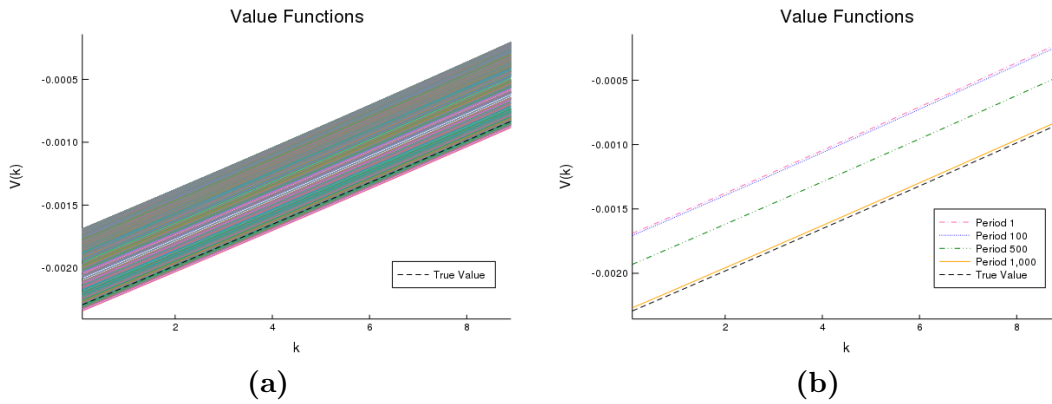 Value Functions
-0.0005
-0.0010
-0.0015
-0.0020
V(k)
2
4
6
8
k
True Value
(a)
Value Functions
-0.0005
-0.0010
-0.0015
-0.0020
V(k)
2
4
6
8
k
Period 1
Period 100
Period 500
Period 1,000
True Value
(b)